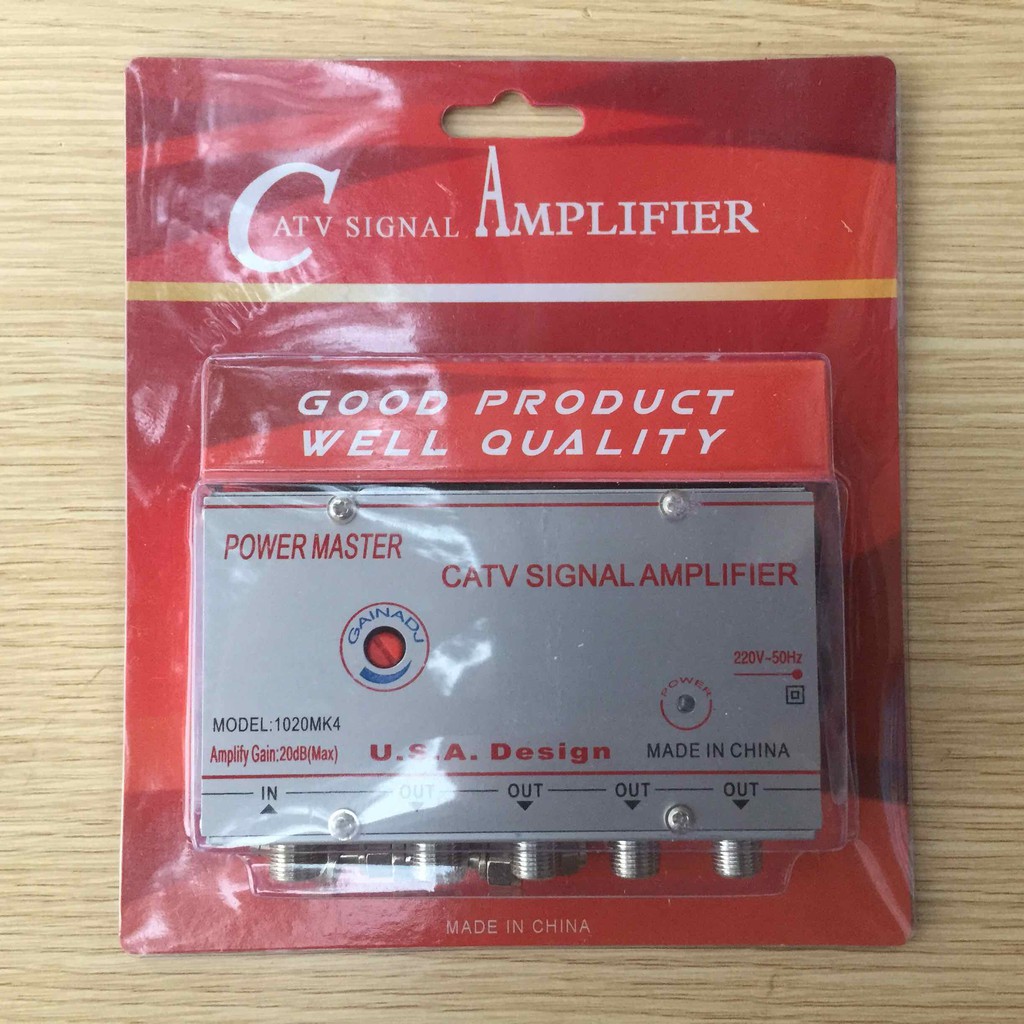 CATV SIGNAL AMPLIFIER
GOOD PRODUCT
WELL QUALITY
POWER MASTER
CATV SIGNAL AMPLIFIER
GAINADJ
220V~50Hz
POWER
MODEL:1020MK4
Amplify Gain:20dB(Max)
U.S.A. Design
MADE IN CHINA
IN OUT OUT OUT OUT
MADE IN CHINA